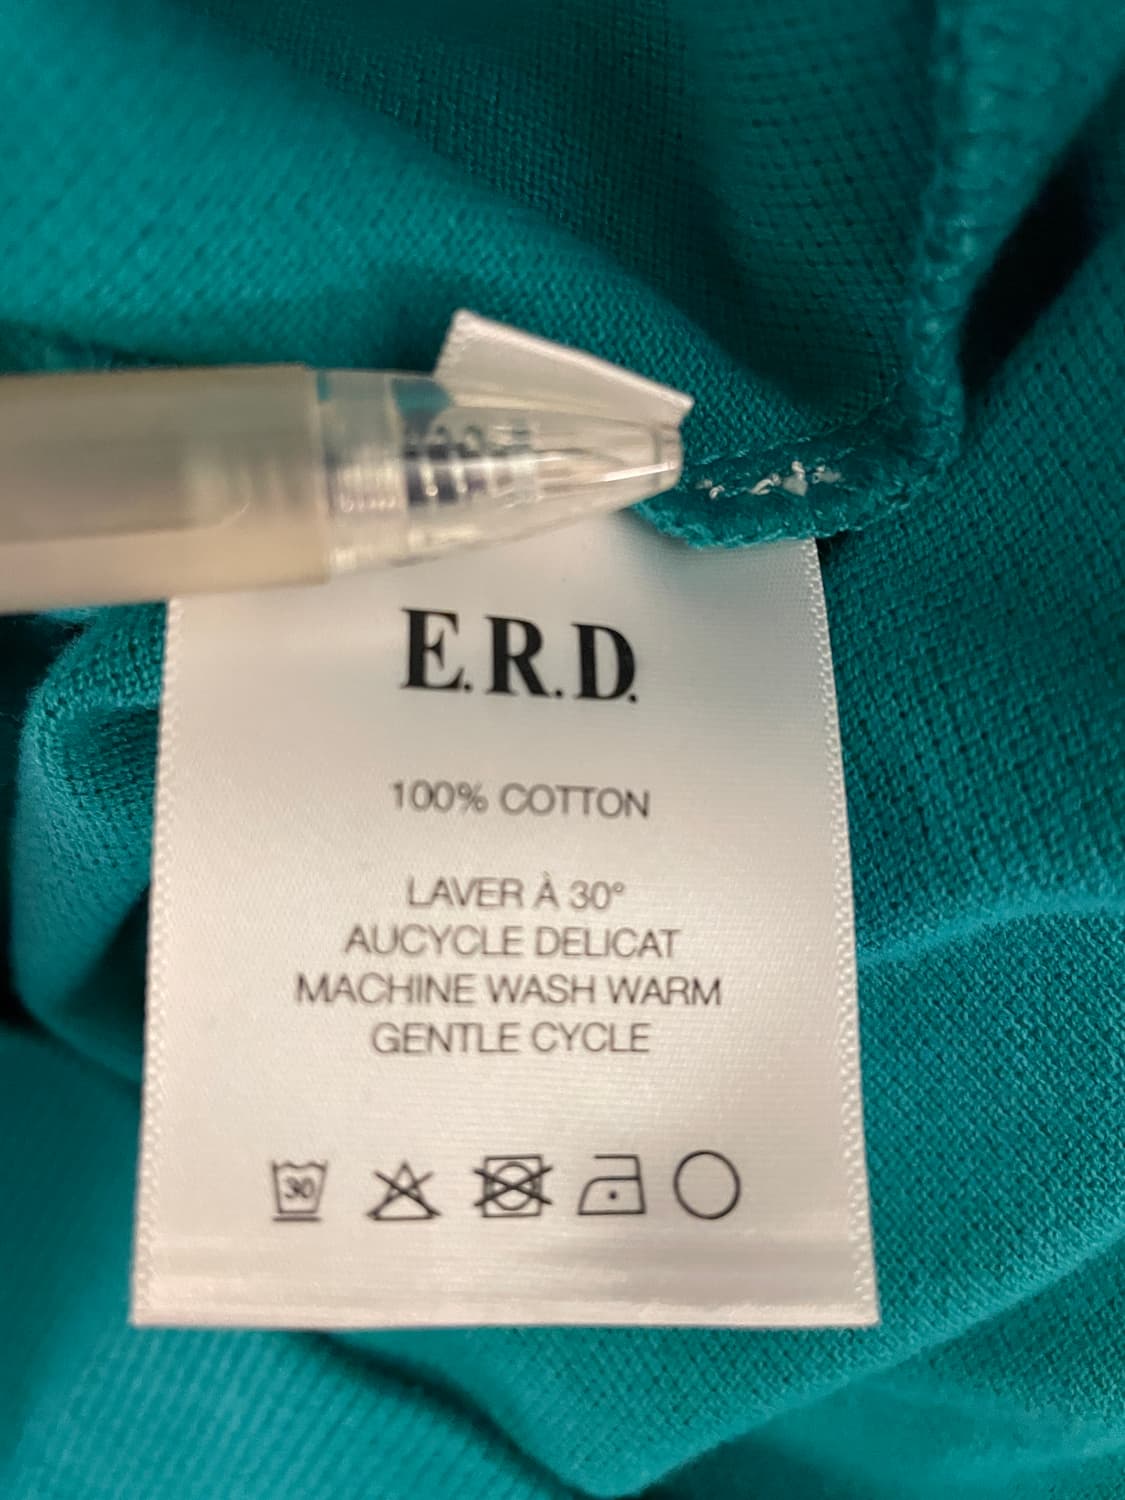 E.R.D.
100% COTTON
LAVER À 30°
AUCYCLE DELICAT
MACHINE WASH WARM
GENTLE CYCLE
30